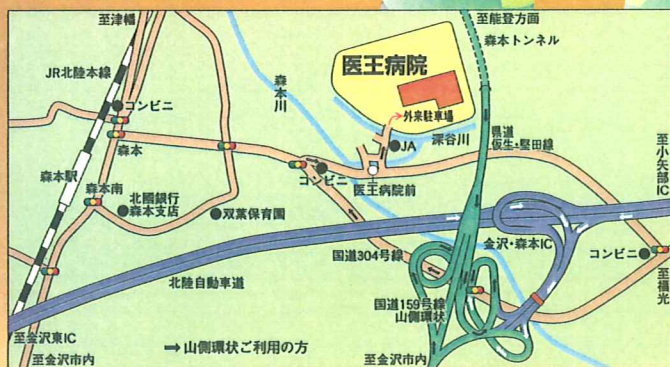 至津幡
至能登方面
森本トンネル
JR北陸本線
医王病院
森本川
コンビニ
外来駐車場
深谷川
県道
仮生・堅田線
JA
至小矢部IC
森本
森本駅
コンビニ
医王病院前
森本南
北國銀行
森本支店
双葉保育園
金沢・森本IC
コンビニ
国道304号線
北陸自動車道
国道159号線
山側環状
至福光
至金沢東IC
至金沢市内
➡山側環状ご利用の方
至金沢市内